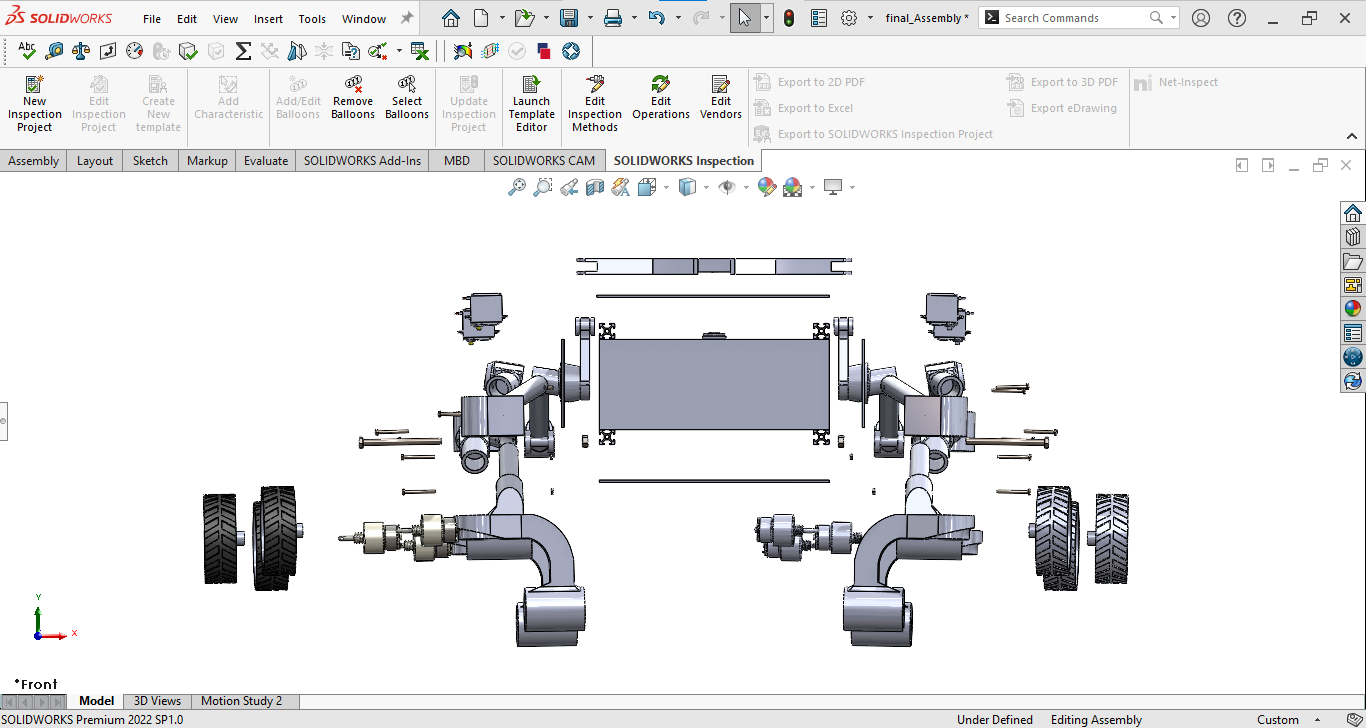 SOLIDWORKS File Edit View Insert Tools Window final_Assembly * Search Commands
Abc
New Inspection Project
Edit Inspection Project
Create New template
Add Characteristic
Add/Edit Balloons
Remove Balloons
Select Balloons
Update Inspection Project
Launch Template Editor
Edit Inspection Methods
Edit Operations
Edit Vendors
Export to 2D PDF
Export to Excel
Export to SOLIDWORKS Inspection Project
Export to 3D PDF
Export eDrawing
Net-Inspect
Assembly Layout Sketch Markup Evaluate SOLIDWORKS Add-Ins MBD SOLIDWORKS CAM SOLIDWORKS Inspection
Y
X
*Front
Model 3D Views Motion Study 2
SOLIDWORKS Premium 2022 SP1.0 Under Defined Editing Assembly Custom